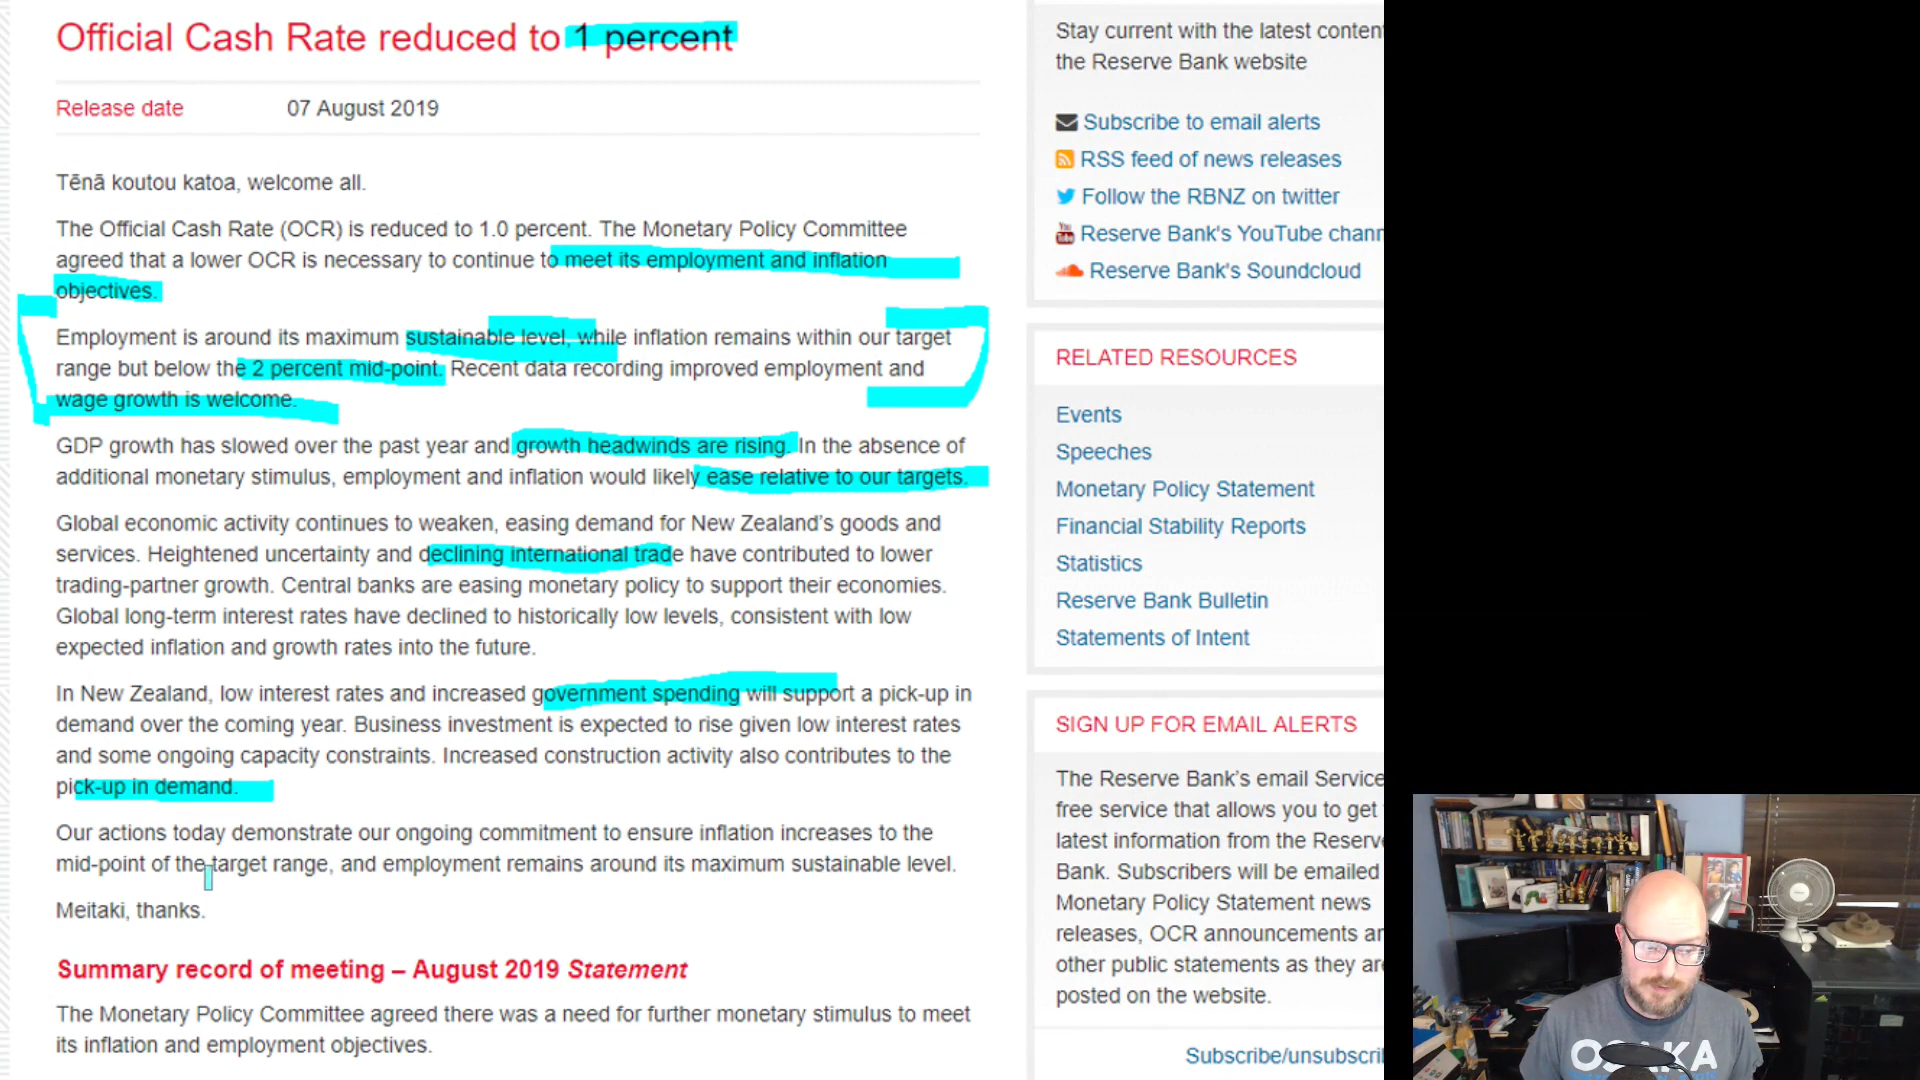 Official Cash Rate reduced to 1 percent
Release date 07 August 2019
Tēnā koutou katoa, welcome all.
The Official Cash Rate (OCR) is reduced to 1.0 percent. The Monetary Policy Committee
agreed that a lower OCR is necessary to continue to meet its employment and inflation
objectives.
Employment is around its maximum sustainable level, while inflation remains within our target
range but below the 2 percent mid-point. Recent data recording improved employment and
wage growth is welcome.
GDP growth has slowed over the past year and growth headwinds are rising. In the absence of
additional monetary stimulus, employment and inflation would likely ease relative to our targets.
Global economic activity continues to weaken, easing demand for New Zealand's goods and
services. Heightened uncertainty and declining international trade have contributed to lower
trading-partner growth. Central banks are easing monetary policy to support their economies.
Global long-term interest rates have declined to historically low levels, consistent with low
expected inflation and growth rates into the future.
In New Zealand, low interest rates and increased government spending will support a pick-up in
demand over the coming year. Business investment is expected to rise given low interest rates
and some ongoing capacity constraints. Increased construction activity also contributes to the
pick-up in demand.
Our actions today demonstrate our ongoing commitment to ensure inflation increases to the
mid-point of the target range, and employment remains around its maximum sustainable level.
Meitaki, thanks.
Summary record of meeting – August 2019 Statement
The Monetary Policy Committee agreed there was a need for further monetary stimulus to meet
its inflation and employment objectives.
Stay current with the latest conten
the Reserve Bank website
Subscribe to email alerts
RSS feed of news releases
Follow the RBNZ on twitter
Reserve Bank's YouTube chann
Reserve Bank's Soundcloud
RELATED RESOURCES
Events
Speeches
Monetary Policy Statement
Financial Stability Reports
Statistics
Reserve Bank Bulletin
Statements of Intent
SIGN UP FOR EMAIL ALERTS
The Reserve Bank's email Service
free service that allows you to get
latest information from the Reserv
Bank. Subscribers will be emailed
Monetary Policy Statement news
releases, OCR announcements an
other public statements as they are
posted on the website.
Subscribe/unsubscri
OSAKA